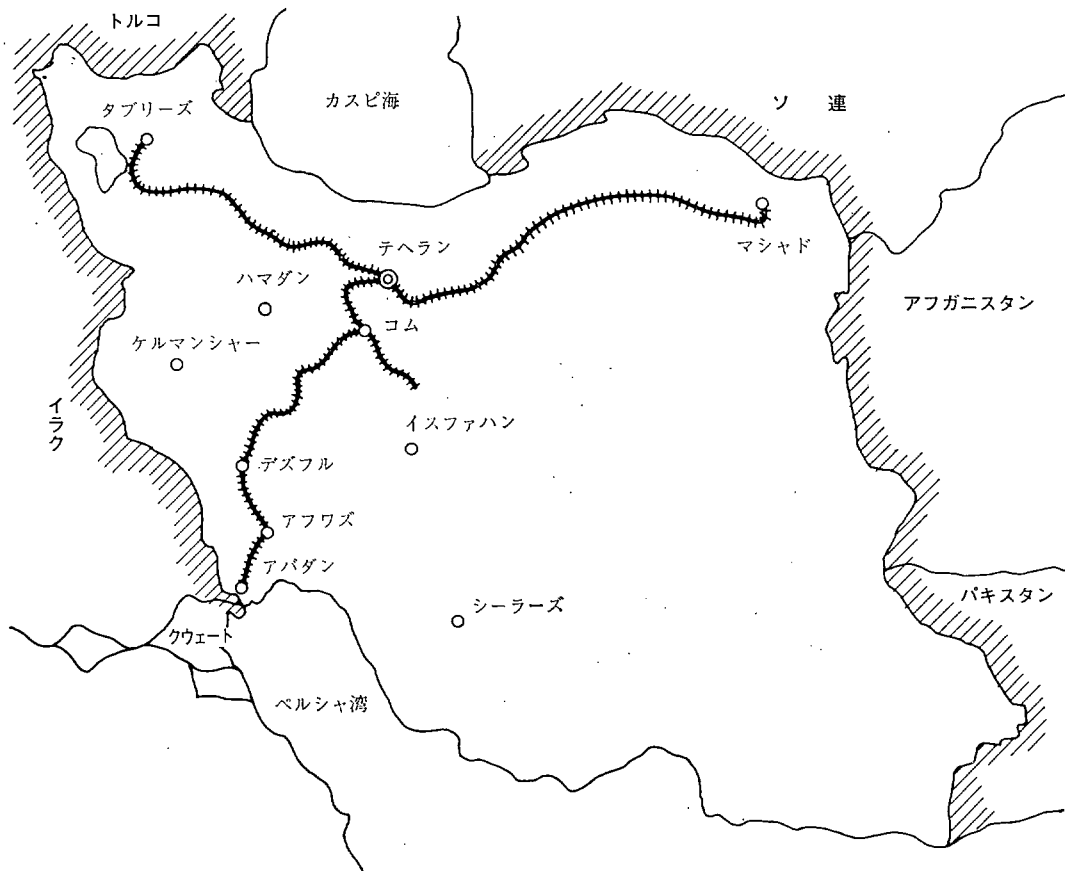 トルコ
カスピ海
ソ連
タブリーズ
テヘラン
マシャド
ハマダン
アフガニスタン
コム
ケルマンシャー
イラク
イスファハン
デズフル
アフワズ
アバダン
パキスタン
シーラーズ
クウェート
ペルシャ湾